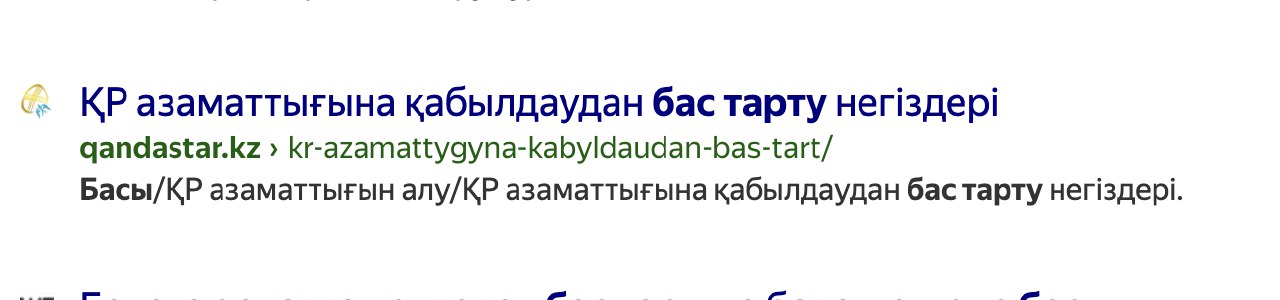 ҚР азаматтығына қабылдаудан бас тарту негіздері
qandastar.kz › kr-azamattygyna-kabyldaudan-bas-tart/
Басы/ҚР азаматтығын алу/ҚР азаматтығына қабылдаудан бас тарту негіздері.